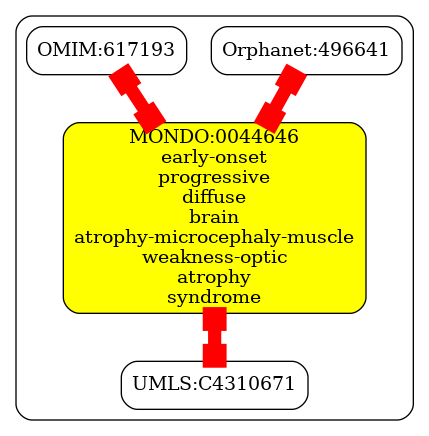 OMIM:617193
Orphanet:496641
MONDO:0044646
early-onset
progressive
diffuse
brain
atrophy-microcephaly-muscle
weakness-optic
atrophy
syndrome
UMLS:C4310671